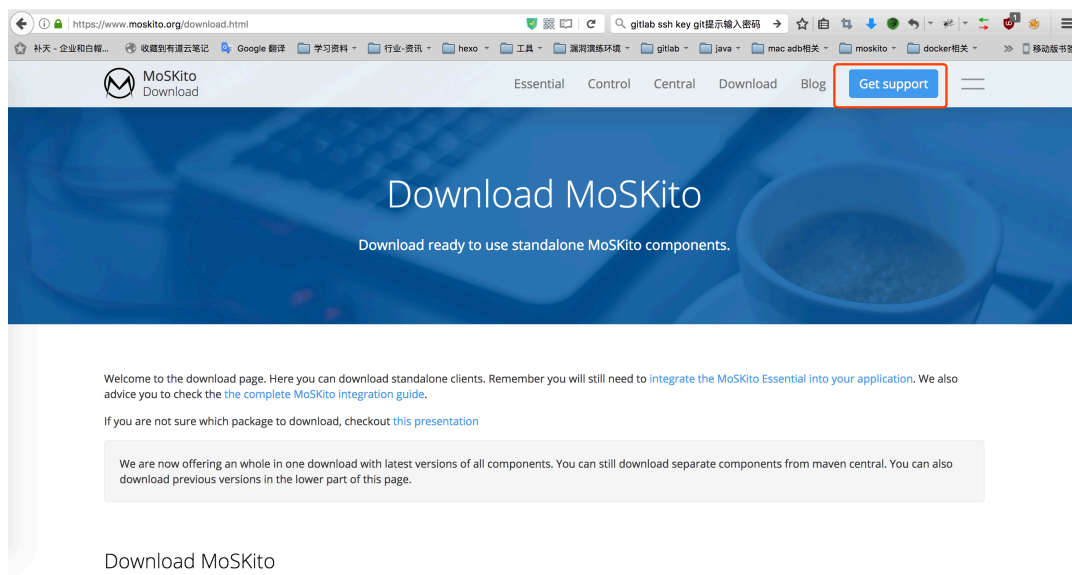 https://www.moskito.org/download.html
gitlab ssh key git提示输入密码
补天 - 企业和白帽...
收藏到有道云笔记
Google 翻译
学习资料
行业-资讯
hexo
工具
漏洞演练环境
gitlab
java
mac adb相关
moskito
docker相关
移动版书签
MoSKito
Download
Essential Control Central Download Blog Get support
Download MoSKito
Download ready to use standalone MoSKito components.
Welcome to the download page. Here you can download standalone clients. Remember you will still need to integrate the MoSKito Essential into your application. We also
advice you to check the the complete MoSKito integration guide.
If you are not sure which package to download, checkout this presentation
We are now offering an whole in one download with latest versions of all components. You can still download separate components from maven central. You can also
download previous versions in the lower part of this page.
Download MoSKito